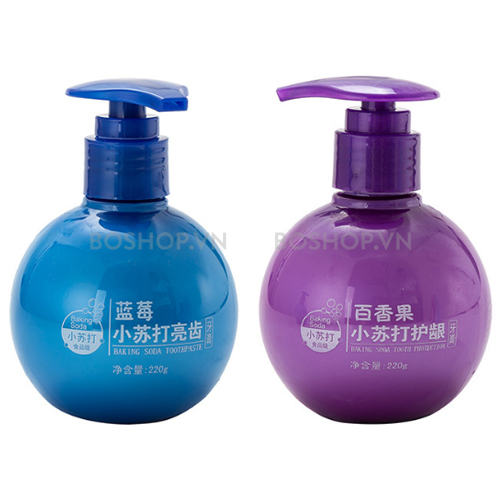 BOSHOP.VN
BOSHOP.VN
蓝莓
小苏打亮齿
牙膏
BAKING SODA TOOTHPASTE
净含量:220g
Baking
Soda
小苏打
食品级
百香果
小苏打护龈
牙膏
BAKING SODA TOOTH PROTECTION
净含量:220g
Baking
Soda
小苏打
食品级